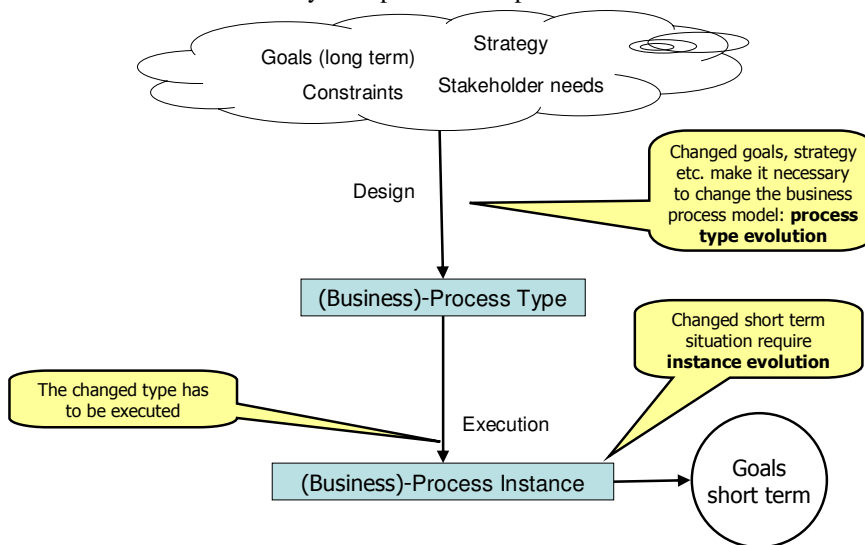 Strategy
Goals (long term)
Constraints
Stakeholder needs
Changed goals, strategy
etc. make it necessary
to change the business
process model: process
type evolution
Design
(Business)-Process Type
Changed short term
situation require
instance evolution
The changed type has
to be executed
Execution
(Business)-Process Instance
Goals
short term